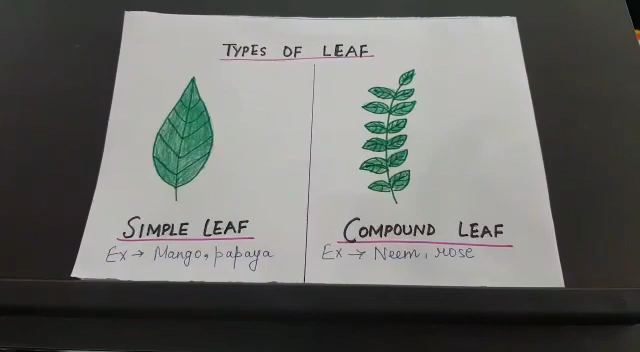 TYPES OF LEAF
SIMPLE LEAF
Ex → Mango, papaya
COMPOUND LEAF
Ex → Neem, rose